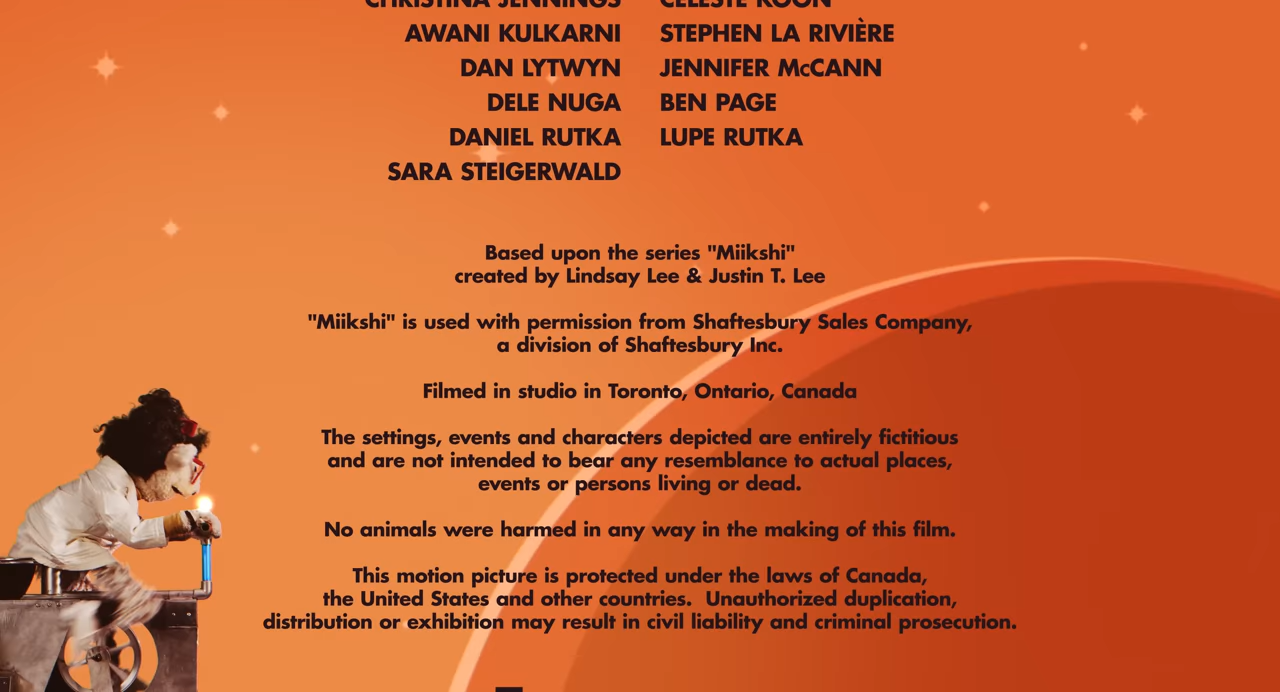 CHRISTINA JENNINGS CELESTE KOON
AWANI KULKARNI STEPHEN LA RIVIÈRE
DAN LYTWYN JENNIFER McCANN
DELE NUGA BEN PAGE
DANIEL RUTKA LUPE RUTKA
SARA STEIGERWALD
Based upon the series "Miikshi"
created by Lindsay Lee & Justin T. Lee
"Miikshi" is used with permission from Shaftesbury Sales Company,
a division of Shaftesbury Inc.
Filmed in studio in Toronto, Ontario, Canada
The settings, events and characters depicted are entirely fictitious
and are not intended to bear any resemblance to actual places,
events or persons living or dead.
No animals were harmed in any way in the making of this film.
This motion picture is protected under the laws of Canada,
the United States and other countries.  Unauthorized duplication,
distribution or exhibition may result in civil liability and criminal prosecution.